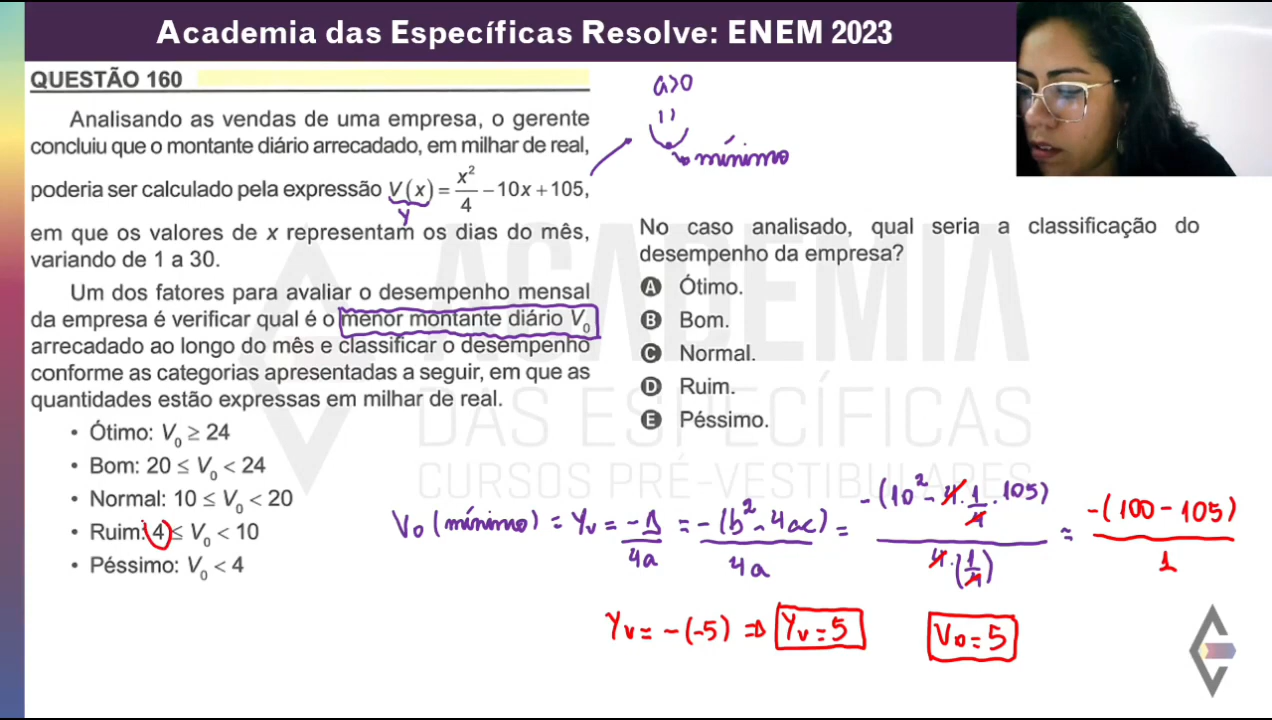 Academia das Específicas Resolve: ENEM 2023
QUESTÃO 160
Analisando as vendas de uma empresa, o gerente
concluiu que o montante diário arrecadado, em milhar de real,
poderia ser calculado pela expressão V(x) = x²/4 − 10x + 105,
y
em que os valores de x representam os dias do mês,
variando de 1 a 30.
Um dos fatores para avaliar o desempenho mensal
da empresa é verificar qual é o menor montante diário V₀
arrecadado ao longo do mês e classificar o desempenho
conforme as categorias apresentadas a seguir, em que as
quantidades estão expressas em milhar de real.
• Ótimo: V₀ ≥ 24
• Bom: 20 ≤ V₀ < 24
• Normal: 10 ≤ V₀ < 20
• Ruim: 4 ≤ V₀ < 10
• Péssimo: V₀ < 4
a>0
mínimo
No caso analisado, qual seria a classificação do
desempenho da empresa?
A Ótimo.
B Bom.
C Normal.
D Ruim.
E Péssimo.
V₀ (mínimo) = Yv = -Δ/4a = -(b² - 4ac)/4a = -(10² - 4·1/4·105)/4·(1/4) = -(100 - 105)/1
Yv = -(-5) ⇒ Yv = 5
V₀ = 5
ACADEMIA
DAS ESPECÍFICAS
CURSOS PRÉ-VESTIBULARES